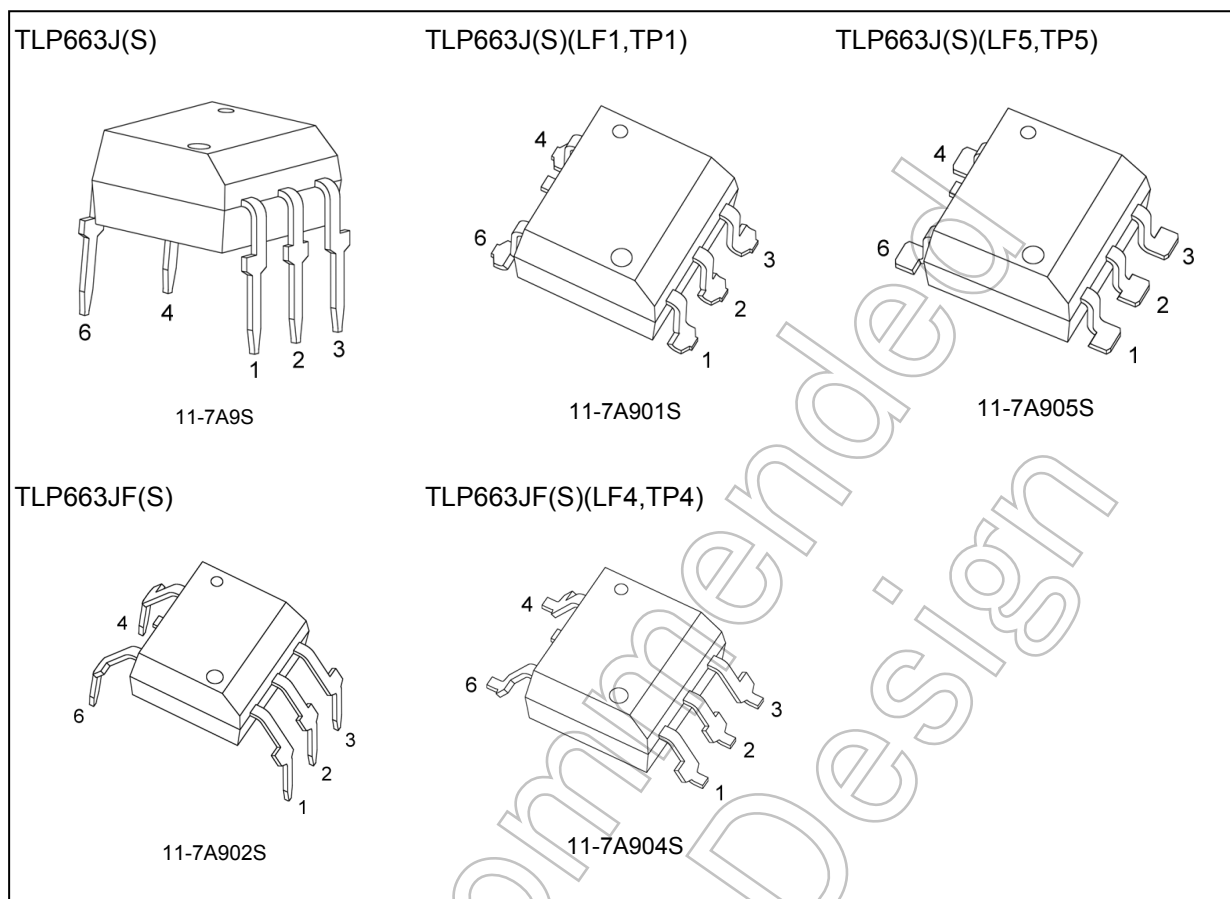 TLP663J(S)
TLP663J(S)(LF1,TP1)
TLP663J(S)(LF5,TP5)
4
6
3
2
1
4
6
3
2
1
6
4
1
2
3
11-7A9S
11-7A901S
11-7A905S
TLP663JF(S)
TLP663JF(S)(LF4,TP4)
4
6
3
2
1
4
6
3
2
1
11-7A902S
11-7A904S
ommended
Design